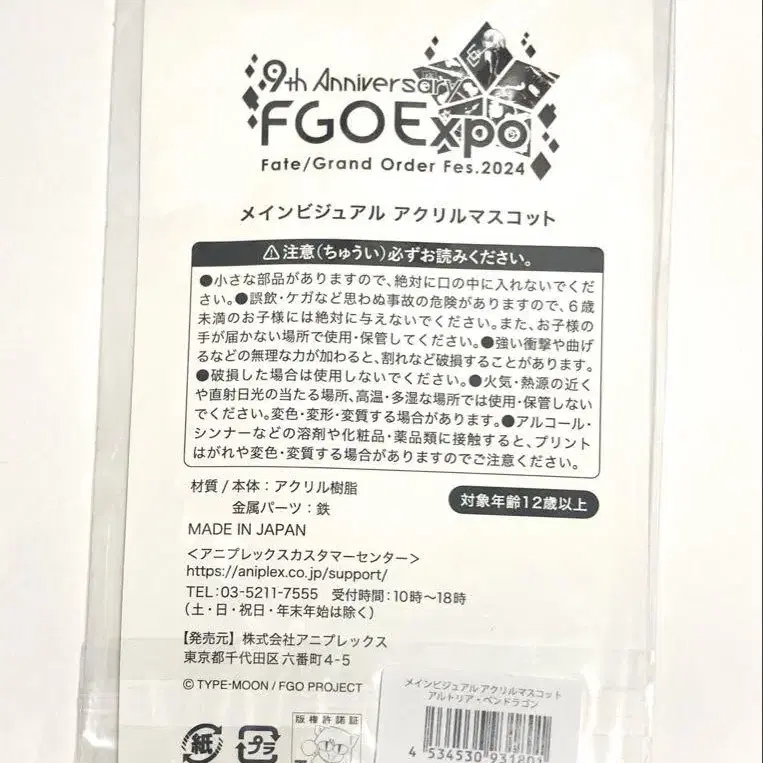 9th Anniversary
FGO Expo
Fate/Grand Order Fes.2024
メインビジュアル アクリルマスコット
⚠注意(ちゅうい)必ずお読みください。
●小さな部品がありますので、絶対に口の中に入れないでくだ
さい。●誤飲・ケガなど思わぬ事故の危険がありますので、6歳
未満のお子様には絶対に与えないでください。また、お子様の
手が届かない場所で使用・保管してください。●強い衝撃や曲げ
るなどの無理な力が加わると、割れなど破損することがあります。
●破損した場合は使用しないでください。●火気・熱源の近く
や直射日光の当たる場所、高温・多湿な場所では使用・保管しない
でください。変色・変形・変質する場合があります。●アルコール・
シンナーなどの溶剤や化粧品・薬品類に接触すると、プリント
はがれや変色・変質する場合がありますのでご注意ください。
材質/本体：アクリル樹脂
金属パーツ：鉄
対象年齢12歳以上
MADE IN JAPAN
<アニプレックスカスタマーセンター>
https://aniplex.co.jp/support/
TEL:03-5211-7555 受付時間：10時～18時
(土・日・祝日・年末年始は除く)
【発売元】株式会社アニプレックス
東京都千代田区六番町4-5
© TYPE-MOON / FGO PROJECT
紙
プラ
版権許諾証
メインビジュアル アクリルマスコット
アルトリア・ペンドラゴン
4 534530 931801